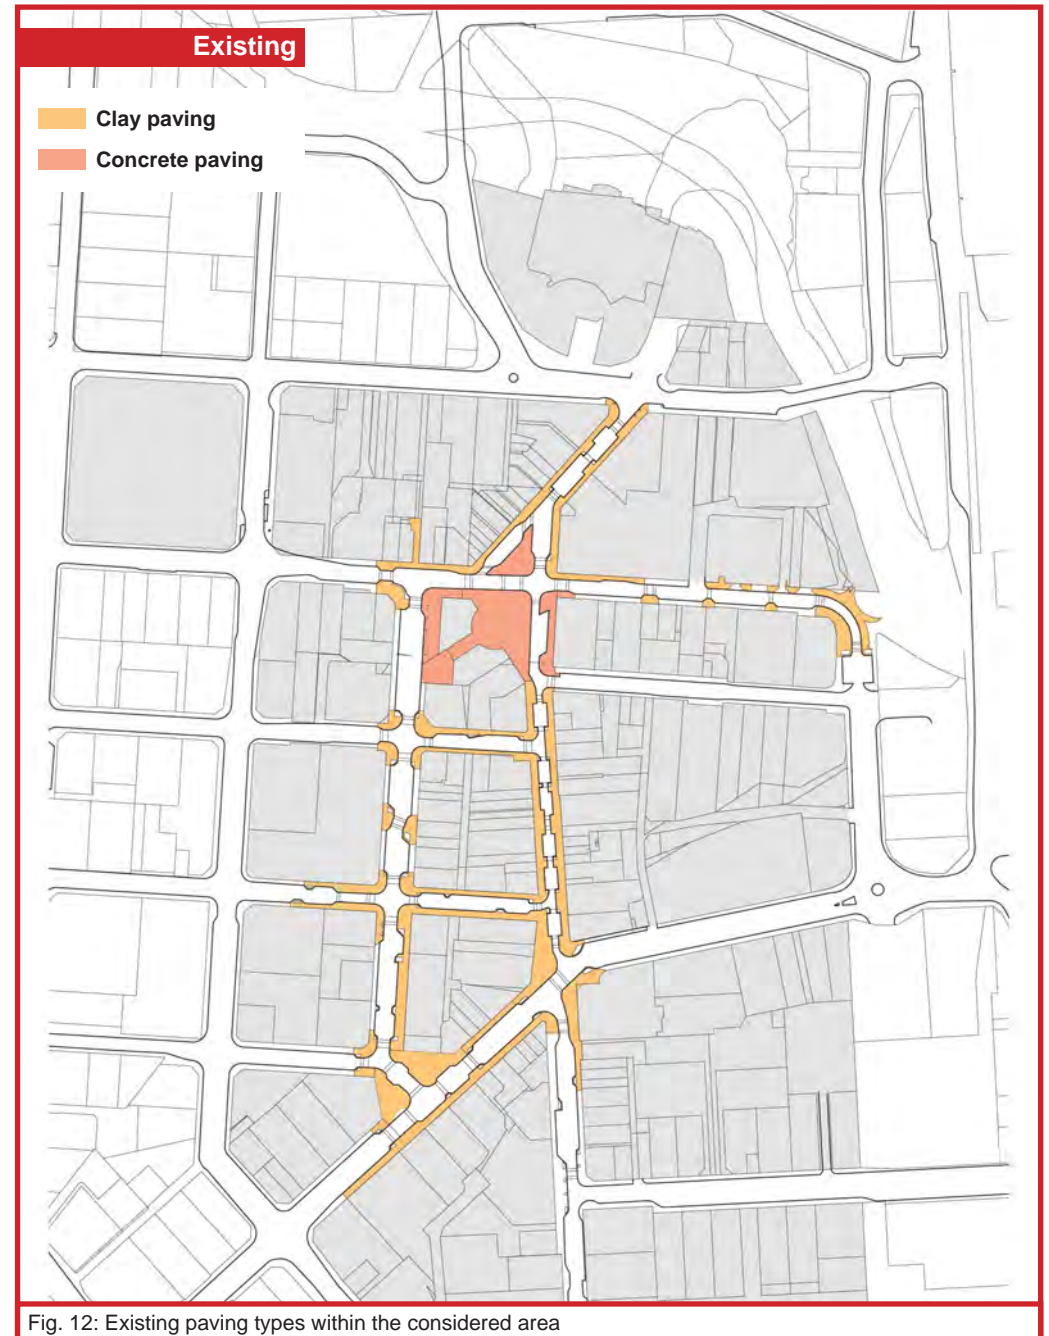 Existing
Clay paving
Concrete paving
Fig. 12: Existing paving types within the considered area